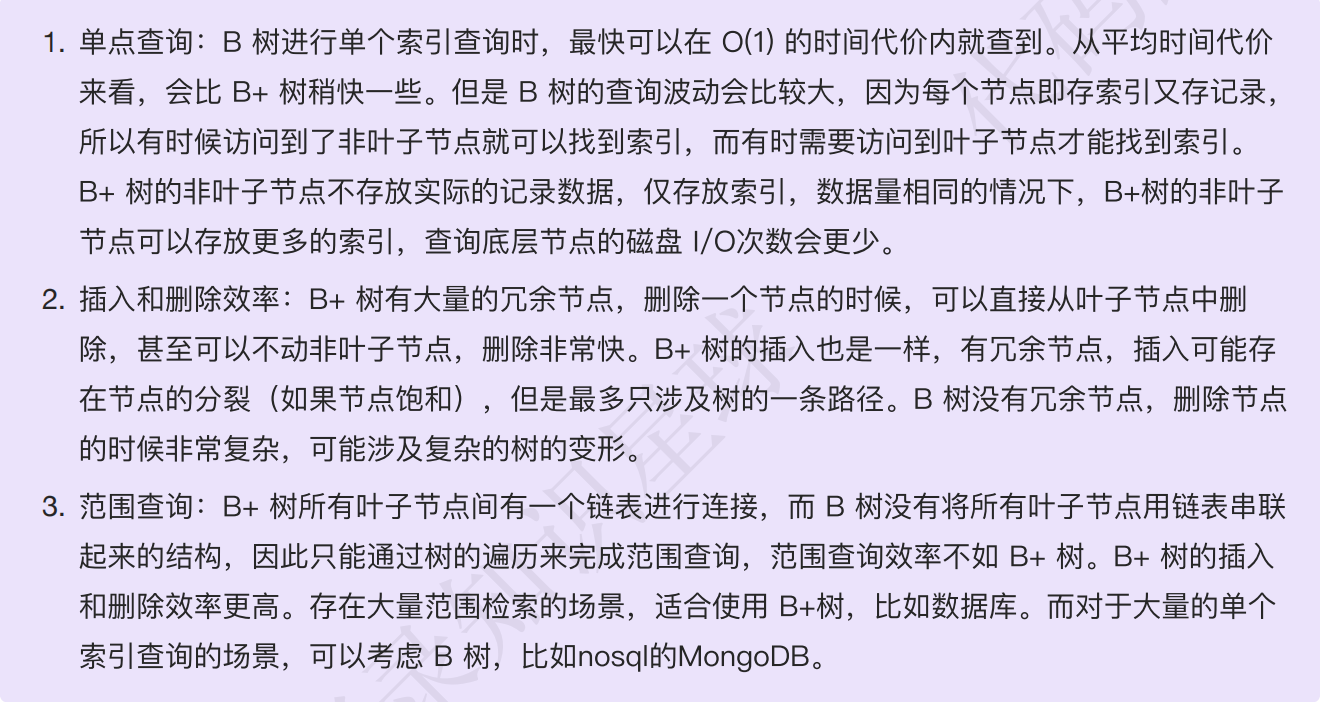 1. 单点查询：B 树进行单个索引查询时，最快可以在 O(1) 的时间代价内就查到。从平均时间代价
来看，会比 B+ 树稍快一些。但是 B 树的查询波动会比较大，因为每个节点即存索引又存记录，
所以有时候访问到了非叶子节点就可以找到索引，而有时需要访问到叶子节点才能找到索引。
B+ 树的非叶子节点不存放实际的记录数据，仅存放索引，数据量相同的情况下，B+树的非叶子
节点可以存放更多的索引，查询底层节点的磁盘 I/O次数会更少。
2. 插入和删除效率：B+ 树有大量的冗余节点，删除一个节点的时候，可以直接从叶子节点中删
除，甚至可以不动非叶子节点，删除非常快。B+ 树的插入也是一样，有冗余节点，插入可能存
在节点的分裂（如果节点饱和），但是最多只涉及树的一条路径。B 树没有冗余节点，删除节点
的时候非常复杂，可能涉及复杂的树的变形。
3. 范围查询：B+ 树所有叶子节点间有一个链表进行连接，而 B 树没有将所有叶子节点用链表串联
起来的结构，因此只能通过树的遍历来完成范围查询，范围查询效率不如 B+ 树。B+ 树的插入
和删除效率更高。存在大量范围检索的场景，适合使用 B+树，比如数据库。而对于大量的单个
索引查询的场景，可以考虑 B 树，比如nosql的MongoDB。
录知识星球
代码